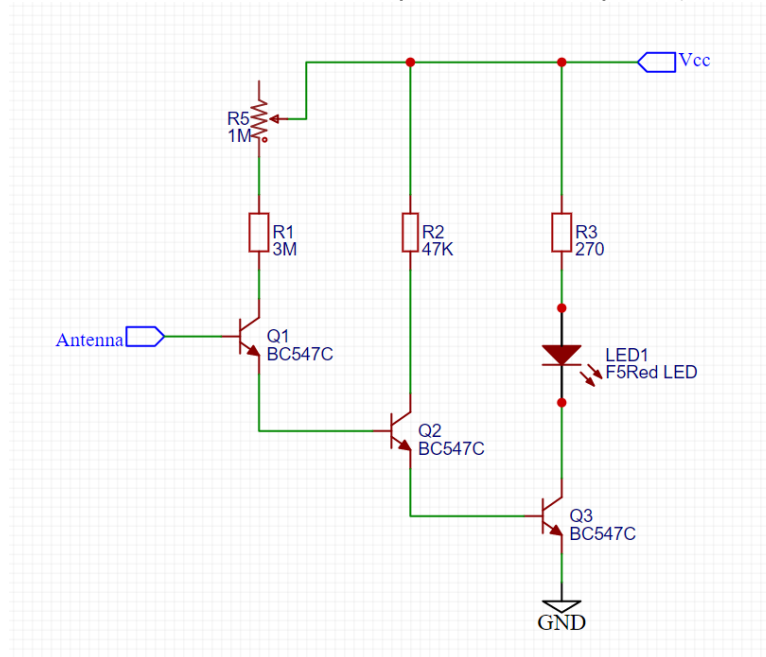 Vcc
R5
1M
R1
3M
R2
47K
R3
270
Antenna
Q1
BC547C
LED1
F5Red LED
Q2
BC547C
Q3
BC547C
GND